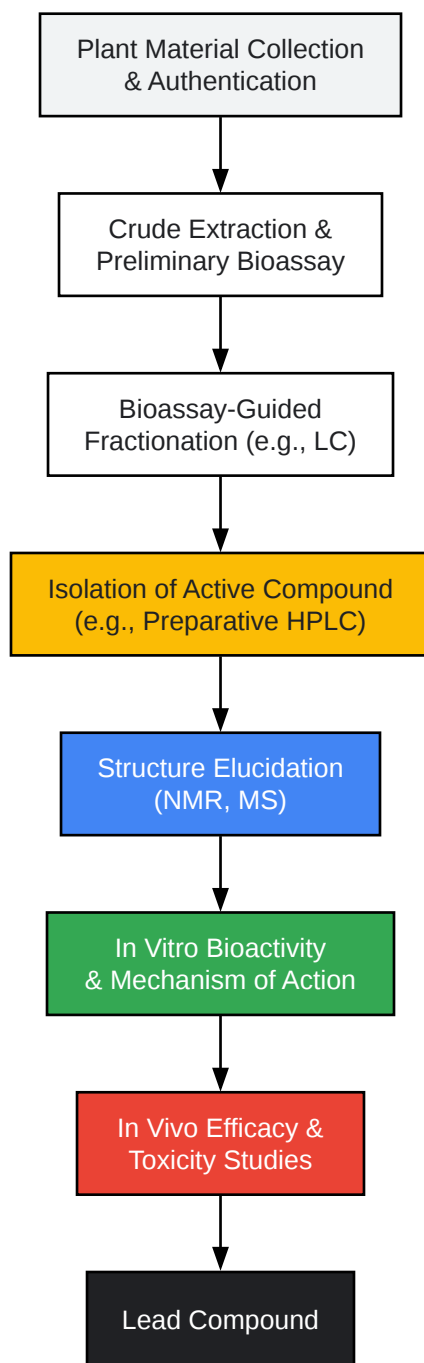 Plant Material Collection
& Authentication
Crude Extraction &
Preliminary Bioassay
Bioassay-Guided
Fractionation (e.g., LC)
Isolation of Active Compound
(e.g., Preparative HPLC)
Structure Elucidation
(NMR, MS)
In Vitro Bioactivity
& Mechanism of Action
In Vivo Efficacy &
Toxicity Studies
Lead Compound